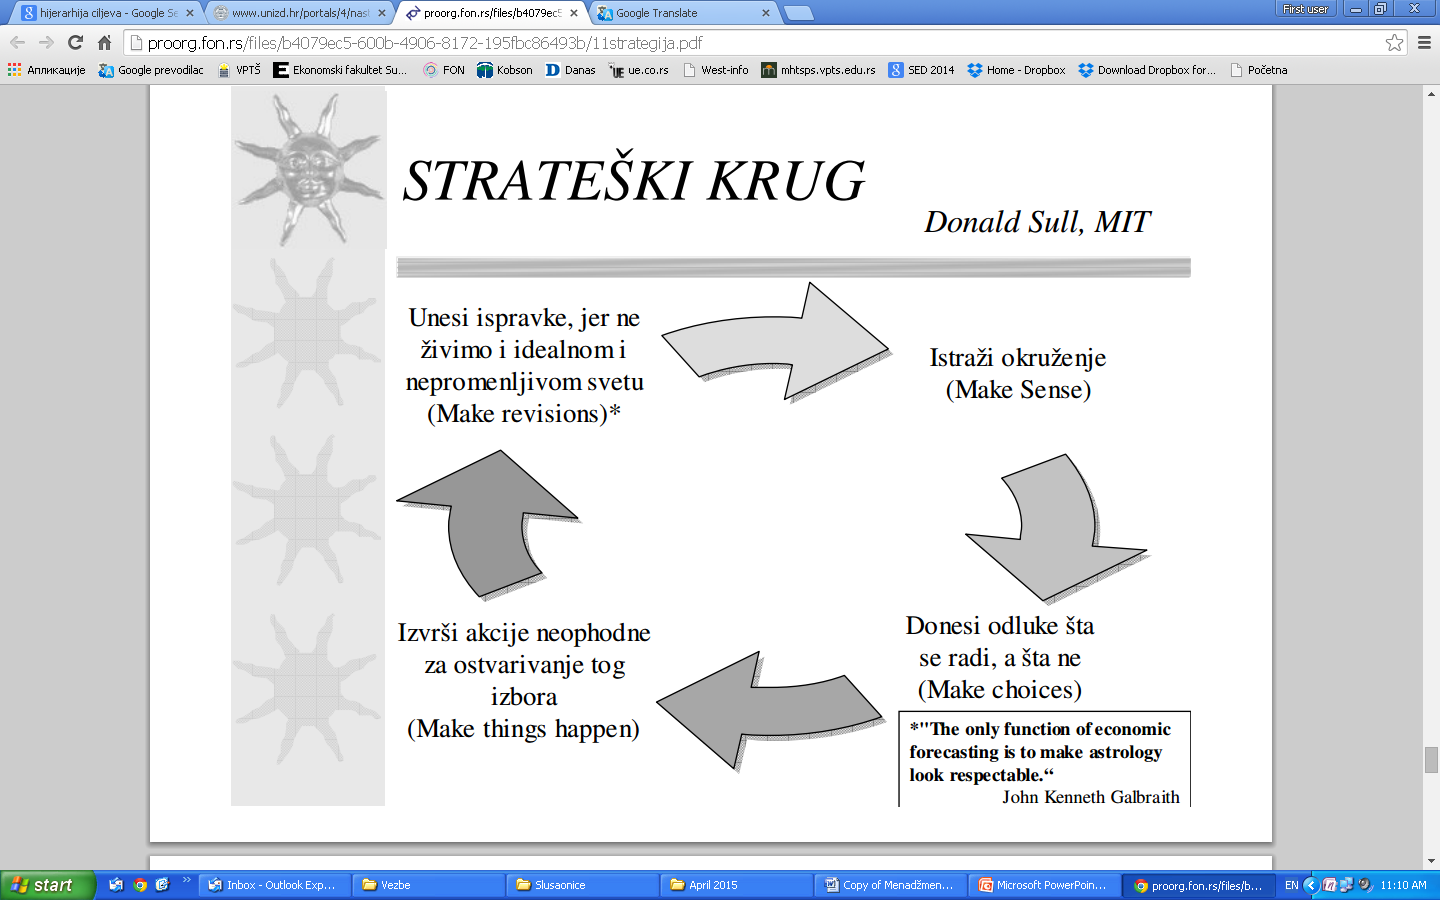 hijerarhija ciljeva - Google Se
www.unizd.hr/portals/4/nast
proorg.fon.rs/files/b4079ec5
Google Translate
First user
proorg.fon.rs/files/b4079ec5-600b-4906-8172-195fbc86493b/11strategija.pdf
Апликације
Google prevodilac
VPTŠ
Ekonomski fakultet Su...
FON
Kobson
Danas
ue.co.rs
West-info
mhtsps.vpts.edu.rs
SED 2014
Home - Dropbox
Download Dropbox for...
Početna
STRATEŠKI KRUG
Donald Sull, MIT
Unesi ispravke, jer ne
živimo i idealnom i
nepromenljivom svetu
(Make revisions)*
Istraži okruženje
(Make Sense)
Izvrši akcije neophodne
za ostvarivanje tog
izbora
(Make things happen)
Donesi odluke šta
se radi, a šta ne
(Make choices)
*"The only function of economic
forecasting is to make astrology
look respectable.“
John Kenneth Galbraith
start
Inbox - Outlook Exp...
Vezbe
Slusaonice
April 2015
Copy of Menadžmen...
Microsoft PowerPoin...
proorg.fon.rs/files/b...
EN
11:10 AM